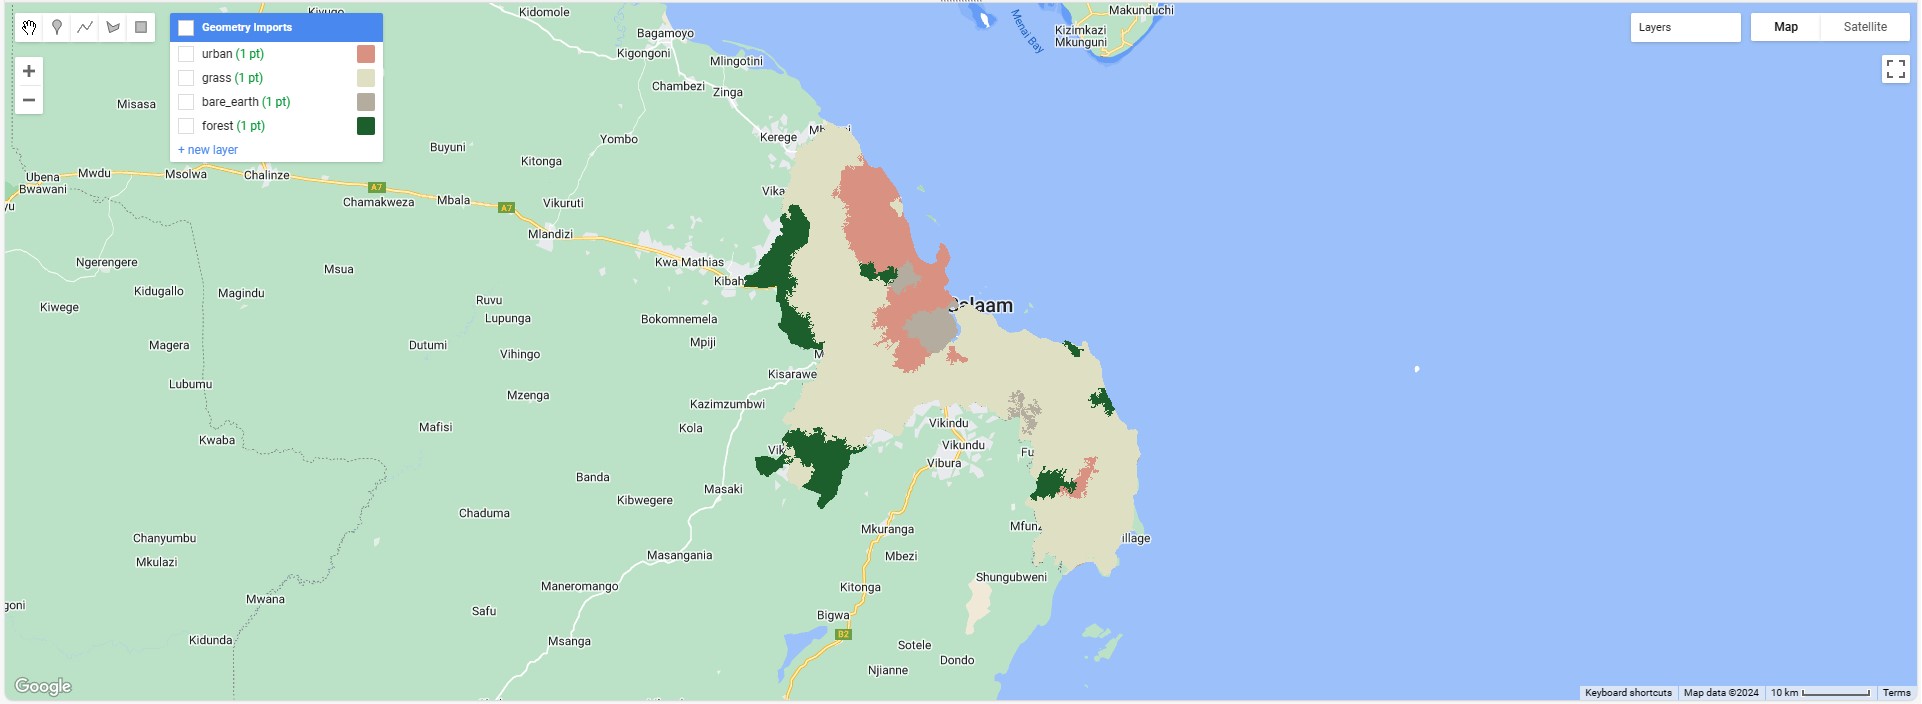 Geometry Imports
urban (1 pt)
grass (1 pt)
bare_earth (1 pt)
forest (1 pt)
+ new layer
Layers
Map
Satellite
Kivugo
Kidomole
Makunduchi
Menai Bay
Kizimkazi
Mkunguni
Bagamoyo
Kigongoni
Mlingotini
Chambezi
Zinga
Misasa
Kerege
Yombo
Buyuni
Kitonga
Ubena
Mwdu
Msolwa
Chalinze
A7
Bwawani
Vika
Chamakweza
Mbala
A7
Vikuruti
yu
Mlandizi
Ngerengere
Msua
Kwa Mathias
Kibah
Kidugallo
Magindu
Ruvu
Kiwege
Lupunga
Bokomnemela
Salaam
Magera
Dutumi
Vihingo
Mpiji
M
Kisarawe
Lubumu
Mzenga
Kazimzumbwi
Mafisi
Kola
Vikindu
Kwaba
Vik
Vikundu
Fu
Vibura
Banda
Masaki
Kibwegere
Chaduma
Mkuranga
Mfunz
Chanyumbu
illage
Mkulazi
Masangania
Mbezi
Maneromango
Kitonga
Shungubweni
goni
Mwana
Safu
Bigwa
B2
Kidunda
Msanga
Sotele
Dondo
Njianne
Google
Keyboard shortcuts
Map data ©2024
10 km
Terms